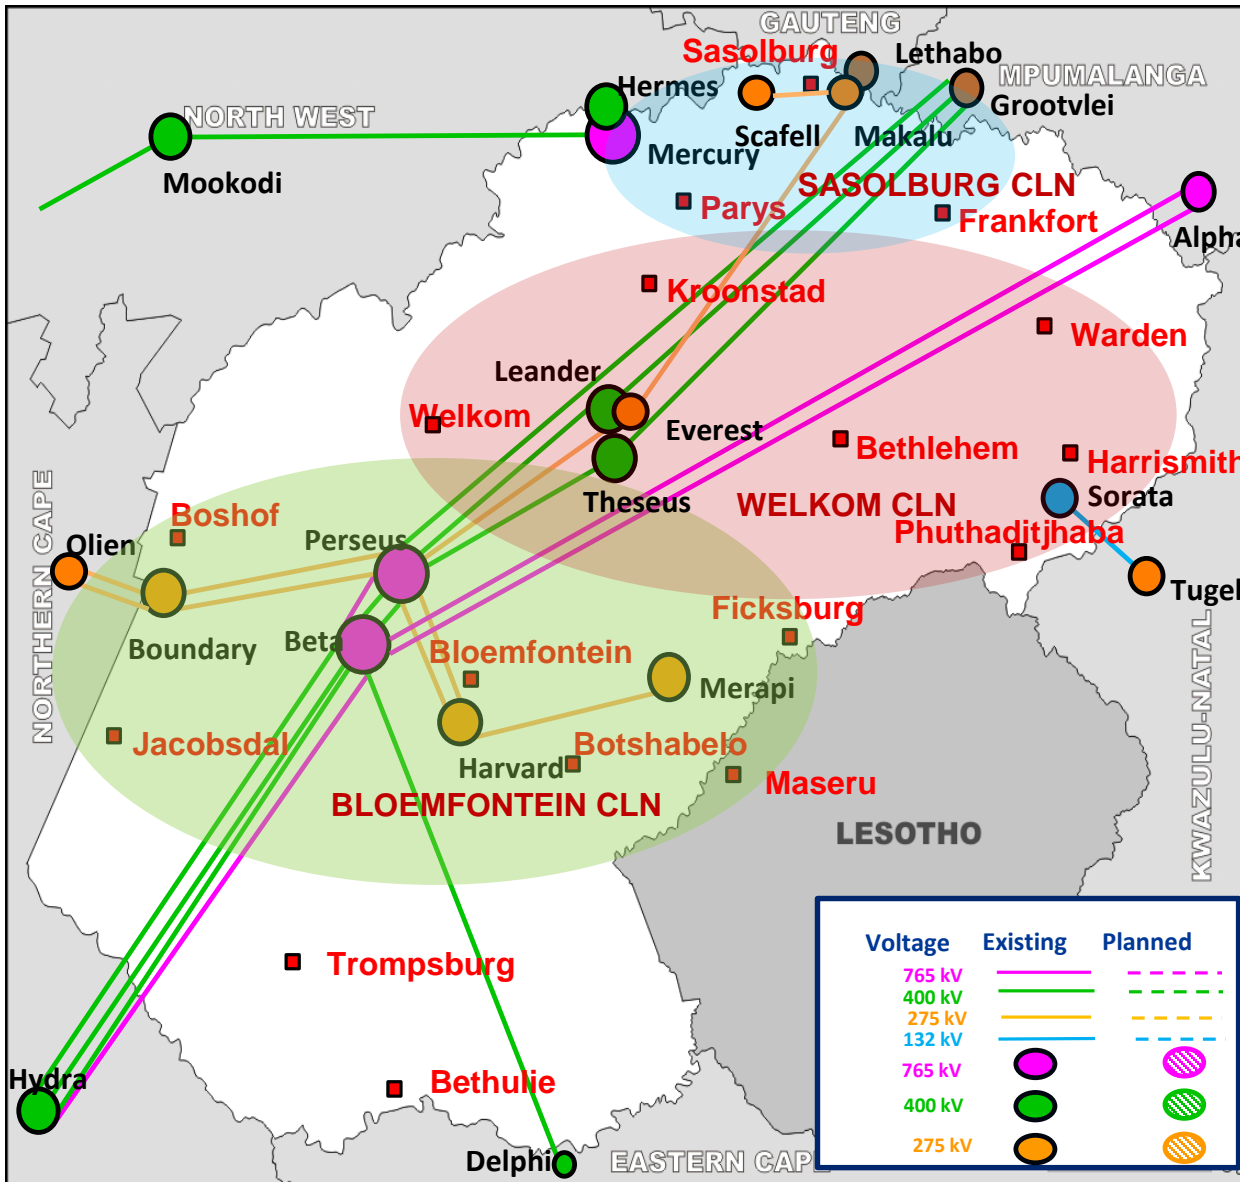 GAUTENG
Sasolburg
Lethabo
MPUMALANGA
Hermes
Grootvlei
NORTH WEST
Scafell
Makalu
Mercury
Mookodi
SASOLBURG CLN
Parys
Frankfort
Alpha
Kroonstad
Warden
Leander
Welkom
Everest
Bethlehem
Harrismith
Theseus
WELKOM CLN
Sorata
Boshof
Phuthaditjhaba
Olien
Perseus
NORTHERN CAPE
Tugel
Ficksburg
Boundary
Beta
Bloemfontein
Merapi
KWAZULU-NATAL
Jacobsdal
Botshabelo
Harvard
Maseru
BLOEMFONTEIN CLN
LESOTHO
Trompsburg
Hydra
Bethulie
Delphi
EASTERN CAP
Voltage Existing Planned
765 kV
400 kV
275 kV
132 kV
765 kV
400 kV
275 kV